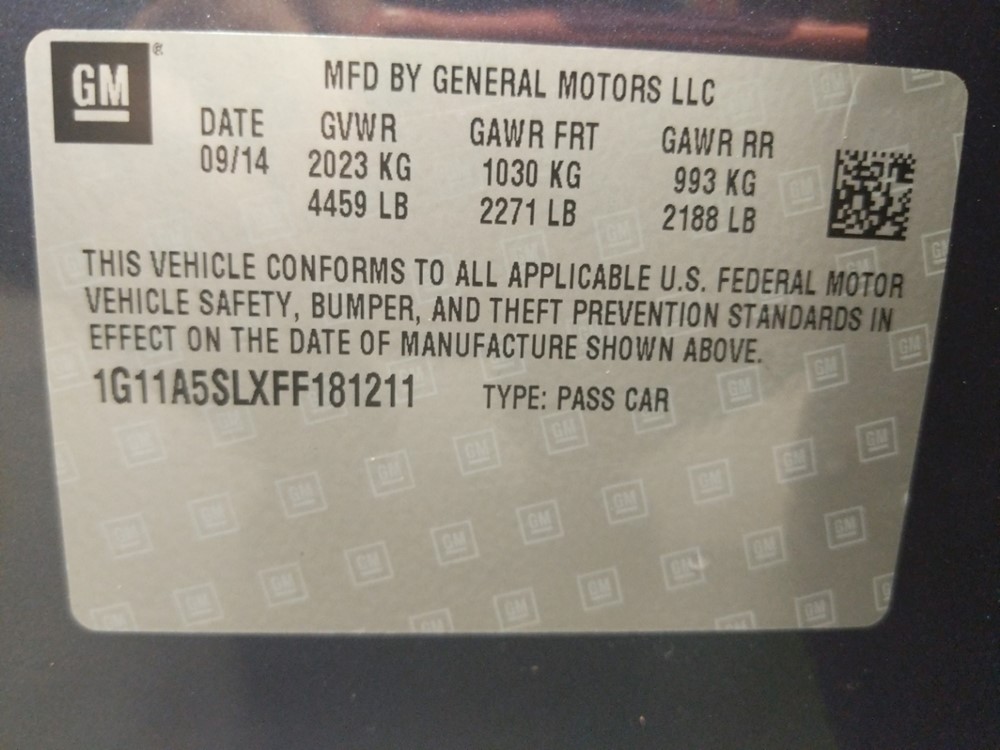 GM®
MFD BY GENERAL MOTORS LLC
DATE GVWR GAWR FRT GAWR RR
09/14 2023 KG 1030 KG 993 KG
4459 LB 2271 LB 2188 LB
THIS VEHICLE CONFORMS TO ALL APPLICABLE U.S. FEDERAL MOTOR
VEHICLE SAFETY, BUMPER, AND THEFT PREVENTION STANDARDS IN
EFFECT ON THE DATE OF MANUFACTURE SHOWN ABOVE.
1G11A5SLXFF181211 TYPE: PASS CAR